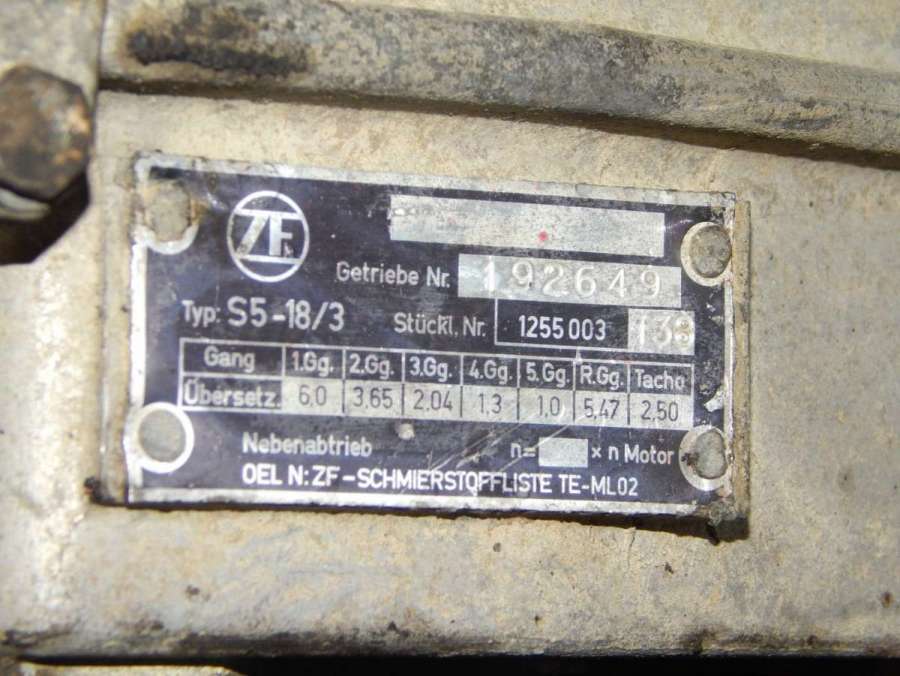 ZF
Getriebe Nr. 192649
Typ: S5-18/3 Stückl. Nr. 1255 003 138
Gang 1.Gg. 2.Gg. 3.Gg. 4.Gg. 5.Gg. R.Gg. Tacho
Übersetz. 6,0 3,65 2,04 1,3 1,0 5,47 2,50
Nebenabtrieb n= × n Motor
OEL N: ZF-SCHMIERSTOFFLISTE TE-ML02